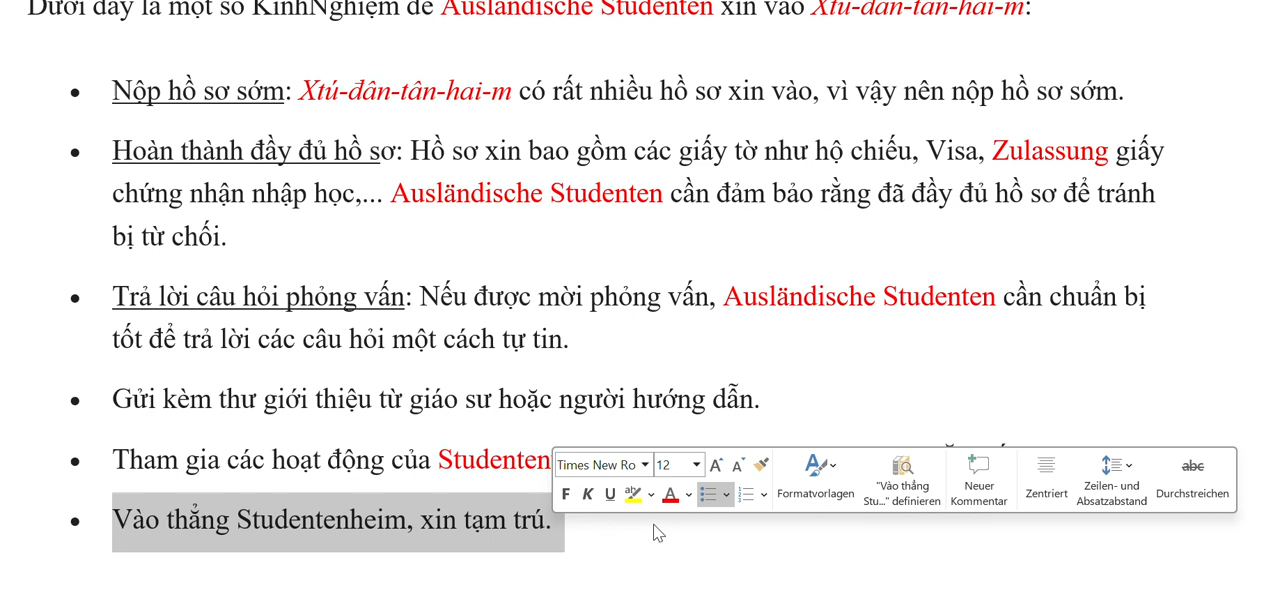 Dưới đây là một số KinhNghiệm để Ausländische Studenten xin vào Xtú-đân-tân-hai-m:
Nộp hồ sơ sớm: Xtú-đân-tân-hai-m có rất nhiều hồ sơ xin vào, vì vậy nên nộp hồ sơ sớm.
Hoàn thành đầy đủ hồ sơ: Hồ sơ xin bao gồm các giấy tờ như hộ chiếu, Visa, Zulassung giấy
chứng nhận nhập học,... Ausländische Studenten cần đảm bảo rằng đã đầy đủ hồ sơ để tránh
bị từ chối.
Trả lời câu hỏi phỏng vấn: Nếu được mời phỏng vấn, Ausländische Studenten cần chuẩn bị
tốt để trả lời các câu hỏi một cách tự tin.
Gửi kèm thư giới thiệu từ giáo sư hoặc người hướng dẫn.
Tham gia các hoạt động của Studenten
Times New Ro 12
F K U Formatvorlagen "Vào thẳng Stu..." definieren Neuer Kommentar Zentriert Zeilen- und Absatzabstand abc Durchstreichen
Vào thẳng Studentenheim, xin tạm trú.